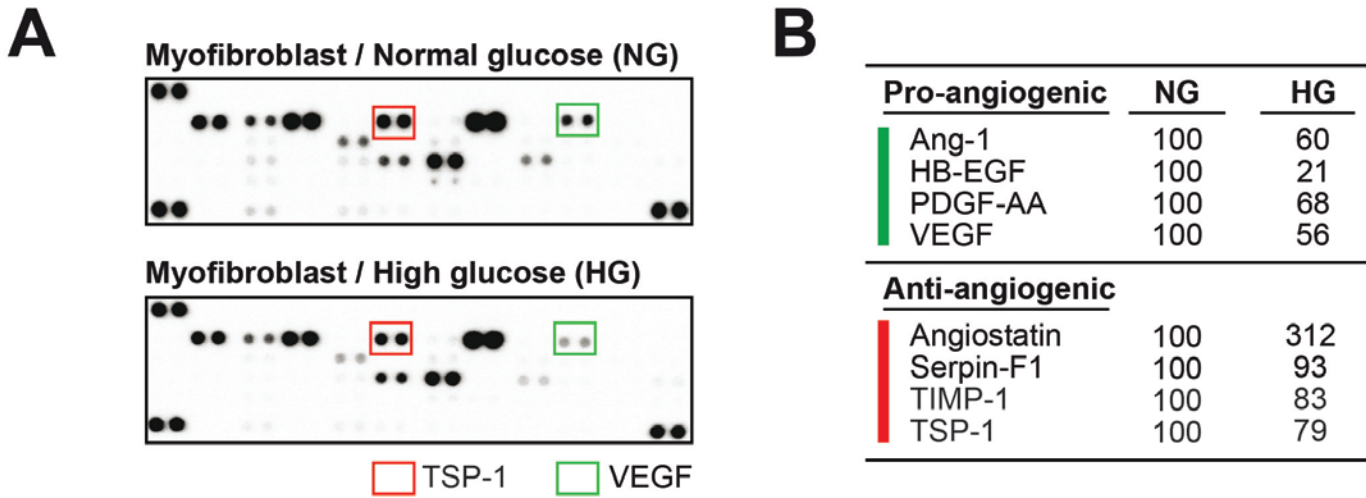 A
Myofibroblast / Normal glucose (NG)
Myofibroblast / High glucose (HG)
TSP-1 VEGF
B
Pro-angiogenic NG HG
Ang-1 100 60
HB-EGF 100 21
PDGF-AA 100 68
VEGF 100 56
Anti-angiogenic
Angiostatin 100 312
Serpin-F1 100 93
TIMP-1 100 83
TSP-1 100 79